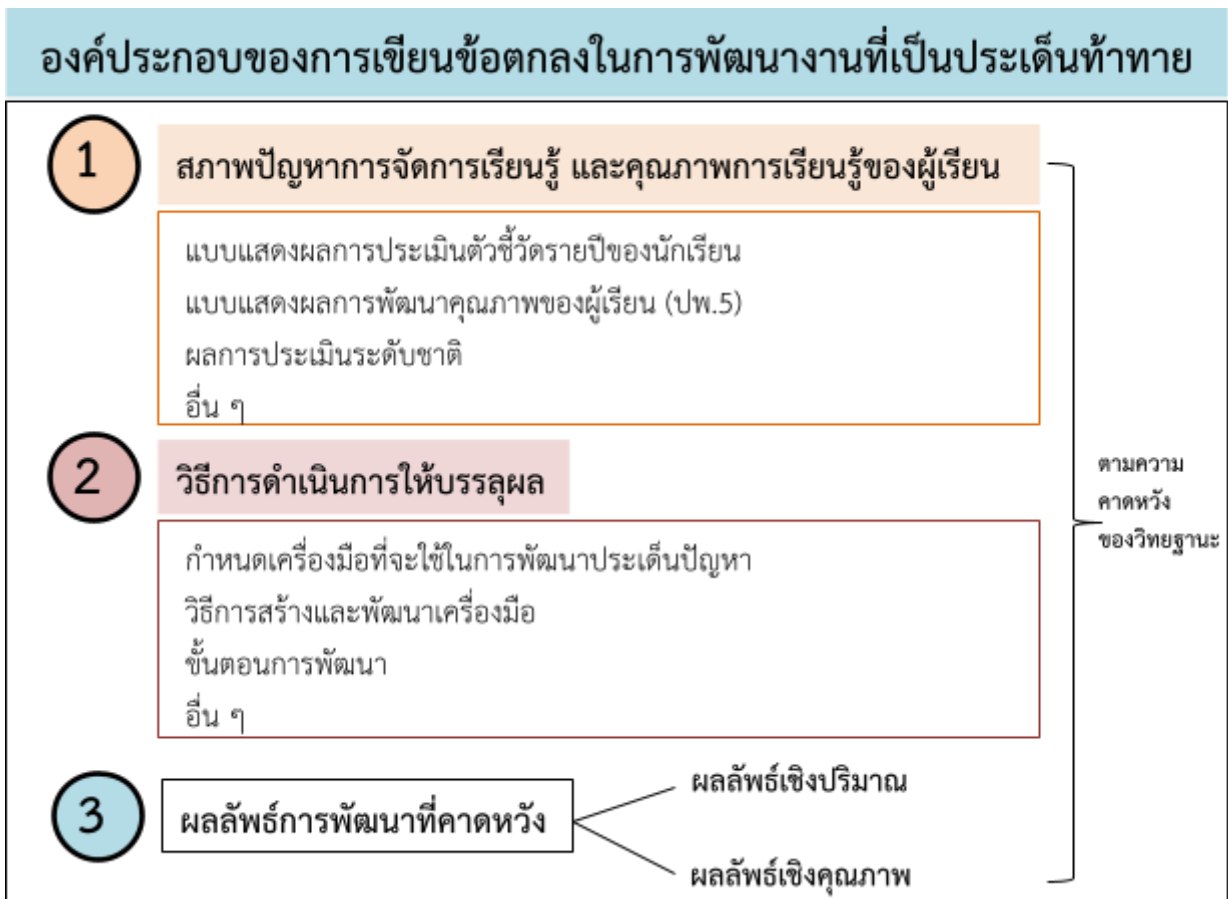 องค์ประกอบของการเขียนข้อตกลงในการพัฒนางานที่เป็นประเด็นท้าทาย
1
สภาพปัญหาการจัดการเรียนรู้ และคุณภาพการเรียนรู้ของผู้เรียน
แบบแสดงผลการประเมินตัวชี้วัดรายปีของนักเรียน
แบบแสดงผลการพัฒนาคุณภาพของผู้เรียน (ปพ.5)
ผลการประเมินระดับชาติ
อื่น ๆ
2
วิธีการดำเนินการให้บรรลุผล
กำหนดเครื่องมือที่จะใช้ในการพัฒนาประเด็นปัญหา
วิธีการสร้างและพัฒนาเครื่องมือ
ขั้นตอนการพัฒนา
อื่น ๆ
3
ผลลัพธ์การพัฒนาที่คาดหวัง
ผลลัพธ์เชิงปริมาณ
ผลลัพธ์เชิงคุณภาพ
ตามความ
คาดหวัง
ของวิทยฐานะ